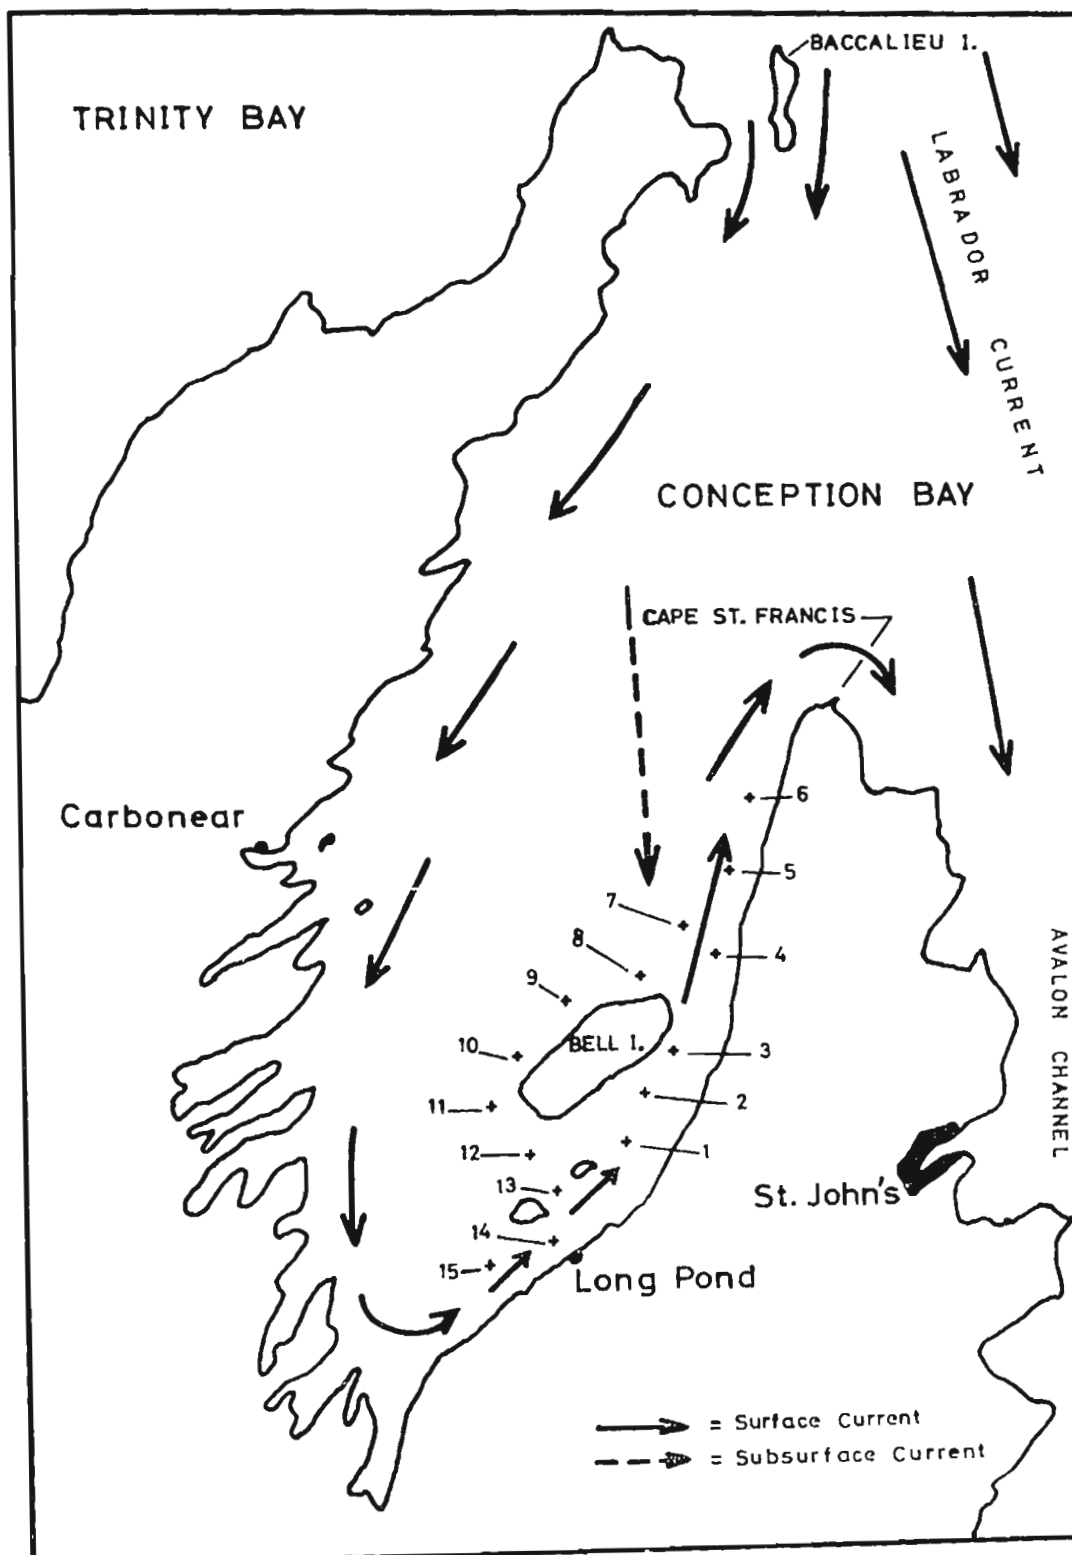 BACCALIEU I.
TRINITY BAY
LABRADOR CURRENT
CONCEPTION BAY
CAPE ST. FRANCIS
6
Carbonear
5
7
4
8
9
AVALON CHANNEL
BELL I.
10
3
11
2
12
1
13
St. John's
14
15
Long Pond
= Surface Current
= Subsurface Current